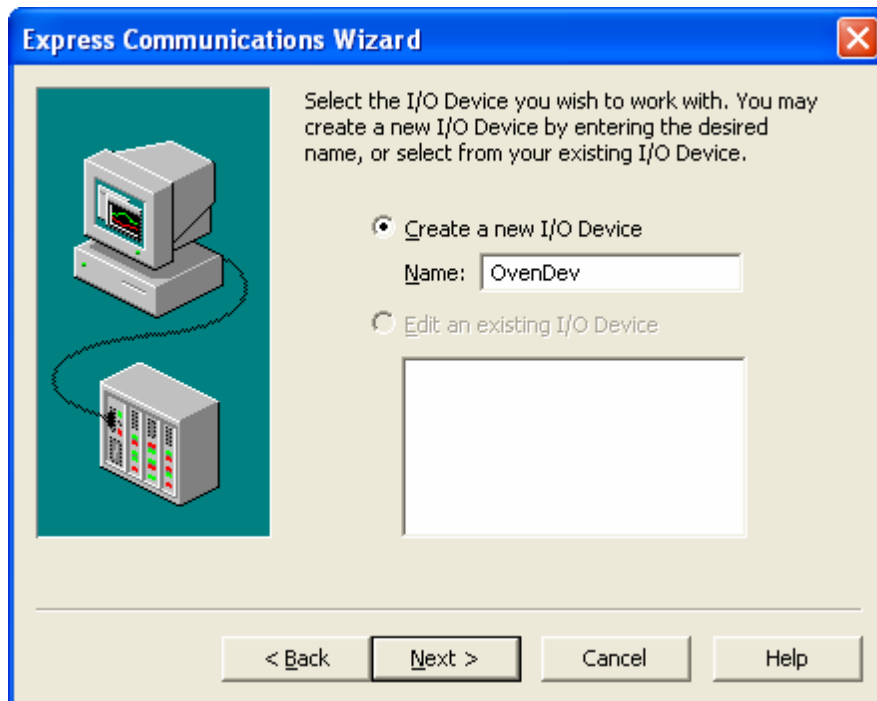 Express Communications Wizard
Select the I/O Device you wish to work with. You may
create a new I/O Device by entering the desired
name, or select from your existing I/O Device.
Create a new I/O Device
Name: OvenDev
Edit an existing I/O Device
< Back Next > Cancel Help